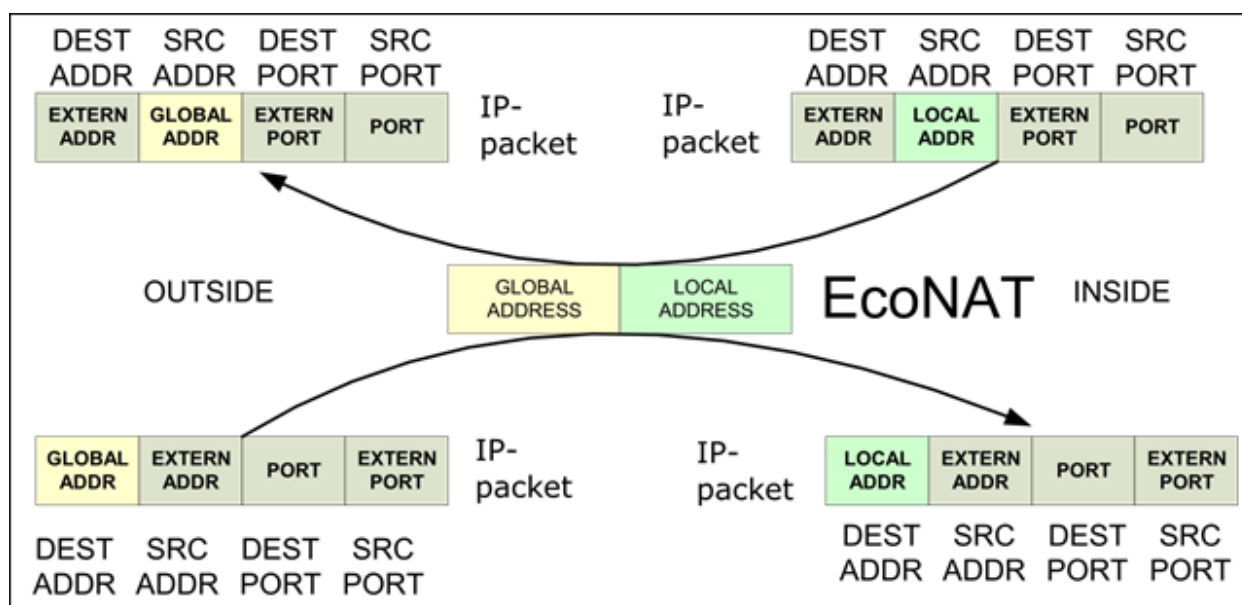 DEST SRC DEST SRC
ADDR ADDR PORT PORT
EXTERN GLOBAL EXTERN PORT
ADDR ADDR PORT
IP-
packet
IP-
packet
DEST SRC DEST SRC
ADDR ADDR PORT PORT
EXTERN LOCAL EXTERN PORT
ADDR ADDR PORT
OUTSIDE
GLOBAL
ADDRESS
LOCAL
ADDRESS
EcoNAT
INSIDE
GLOBAL EXTERN PORT EXTERN
ADDR ADDR PORT
IP-
packet
DEST SRC DEST SRC
ADDR ADDR PORT PORT
IP-
packet
LOCAL EXTERN PORT EXTERN
ADDR ADDR PORT
DEST SRC DEST SRC
ADDR ADDR PORT PORT